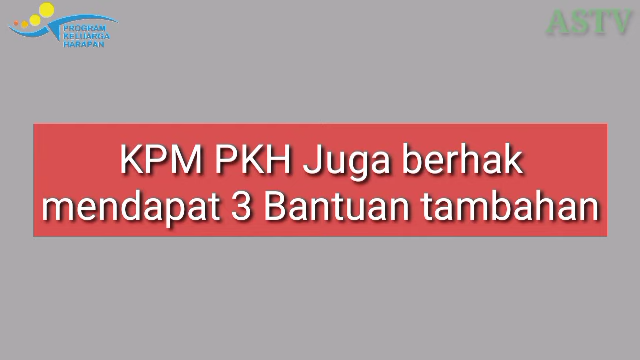 PROGRAM
KELUARGA
HARAPAN
ASTV
KPM PKH Juga berhak
mendapat 3 Bantuan tambahan